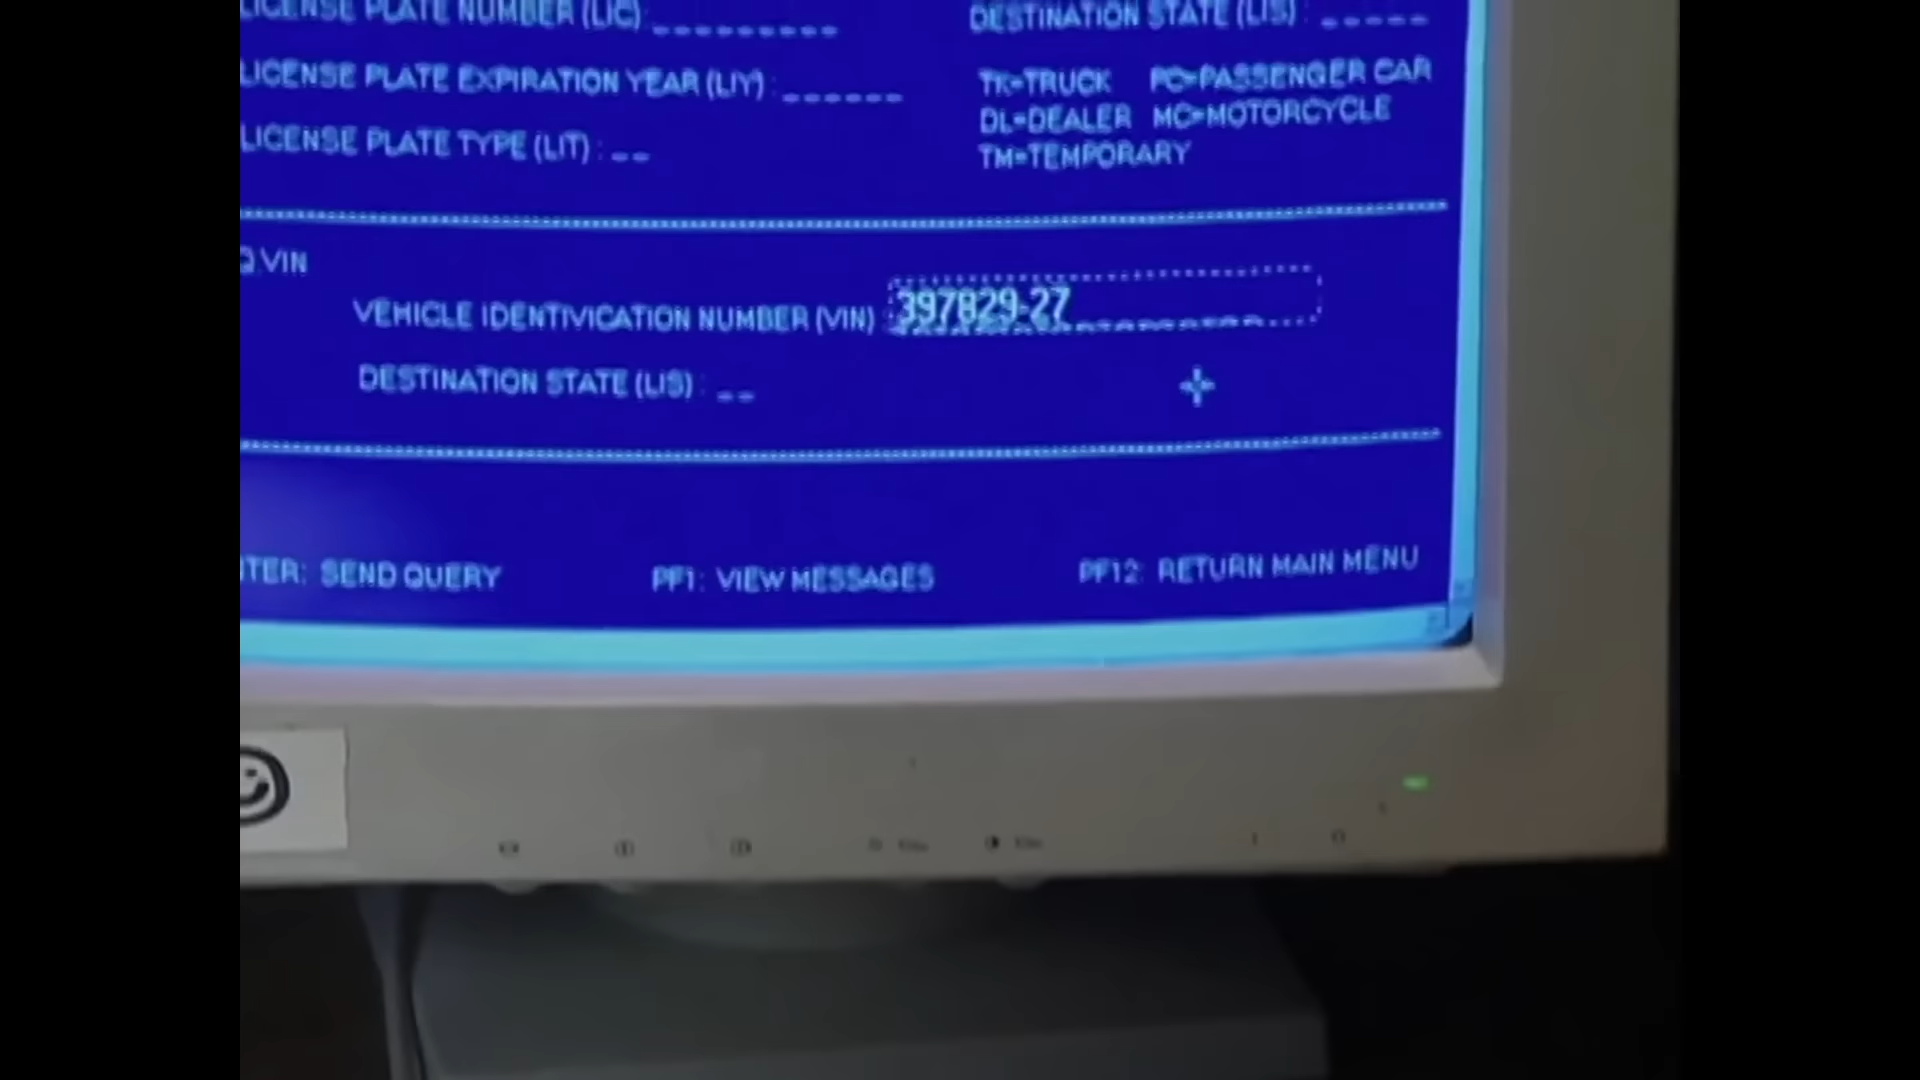 LICENSE PLATE NUMBER (LIC) DESTINATION STATE (LIS) :
LICENSE PLATE EXPIRATION YEAR (LIY) : TK=TRUCK PC=PASSENGER CAR
DL=DEALER MC=MOTORCYCLE
LICENSE PLATE TYPE (LIT) : TM=TEMPORARY
Q VIN
VEHICLE IDENTIVICATION NUMBER (VIN) : 397829-27
DESTINATION STATE (LIS) :
TER: SEND QUERY PF1: VIEW MESSAGES PF12: RETURN MAIN MENU